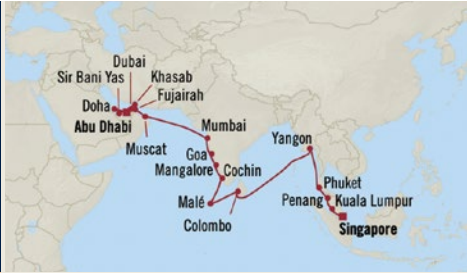 Dubai
Sir Bani Yas
Khasab
Fujairah
Doha
Abu Dhabi
Muscat
Mumbai
Goa
Mangalore
Cochin
Malé
Colombo
Yangon
Phuket
Penang
Kuala Lumpur
Singapore